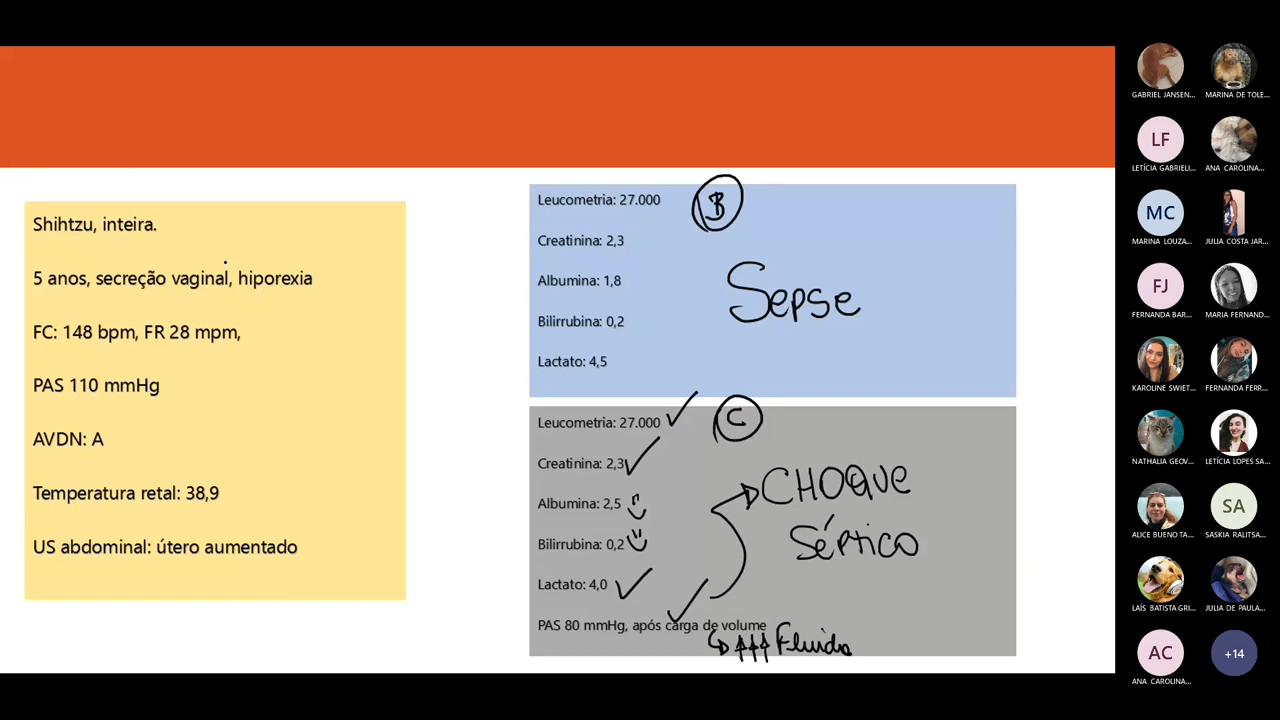 Shihtzu, inteira.
5 anos, secreção vaginal, hiporexia
FC: 148 bpm, FR 28 mpm,
PAS 110 mmHg
AVDN: A
Temperatura retal: 38,9
US abdominal: útero aumentado
Leucometria: 27.000
B
Creatinina: 2,3
Albumina: 1,8
Sepse
Bilirrubina: 0,2
Lactato: 4,5
Leucometria: 27.000
C
Creatinina: 2,3
CHOQUE
Albumina: 2,5
Séptico
Bilirrubina: 0,2
Lactato: 4,0
PAS 80 mmHg, após carga de volume
Fluido
GABRIEL JANSEN...
MARINA DE TOLE...
LF
LETÍCIA GABRIELI...
ANA CAROLINA...
MC
MARINA LOUZA...
JULIA COSTA JAR...
FJ
FERNANDA BAR...
MARIA FERNAND...
KAROLINE SWIET...
FERNANDA FERR...
NATHALIA GEOV...
LETÍCIA LOPES SA...
SA
ALICE BUENO TA...
SASKIA RALITSA...
LAÍS BATISTA GRI...
JULIA DE PAULA...
AC
+14
ANA CAROLINA...